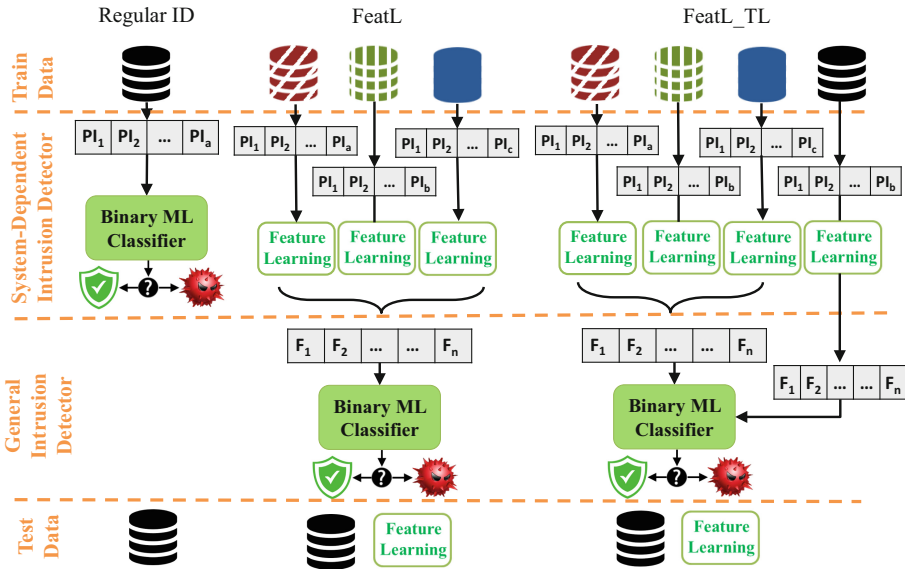 Regular ID
FeatL
FeatL_TL
Train
Data
System-Dependent
Intrusion Detector
PI1 PI2 ... PIa
PI1 PI2 ... PIa
PI1 PI2 ... PIc
PI1 PI2 ... PIb
PI1 PI2 ... PIa
PI1 PI2 ... PIc
PI1 PI2 ... PIb
PI1 PI2 ... PIb
Binary ML
Classifier
?
Feature
Learning
Feature
Learning
Feature
Learning
Feature
Learning
Feature
Learning
Feature
Learning
Feature
Learning
General
Intrusion
Detector
F1 F2 ... ... Fn
F1 F2 ... ... Fn
F1 F2 ... ... Fn
Binary ML
Classifier
?
Binary ML
Classifier
?
Test
Data
Feature
Learning
Feature
Learning